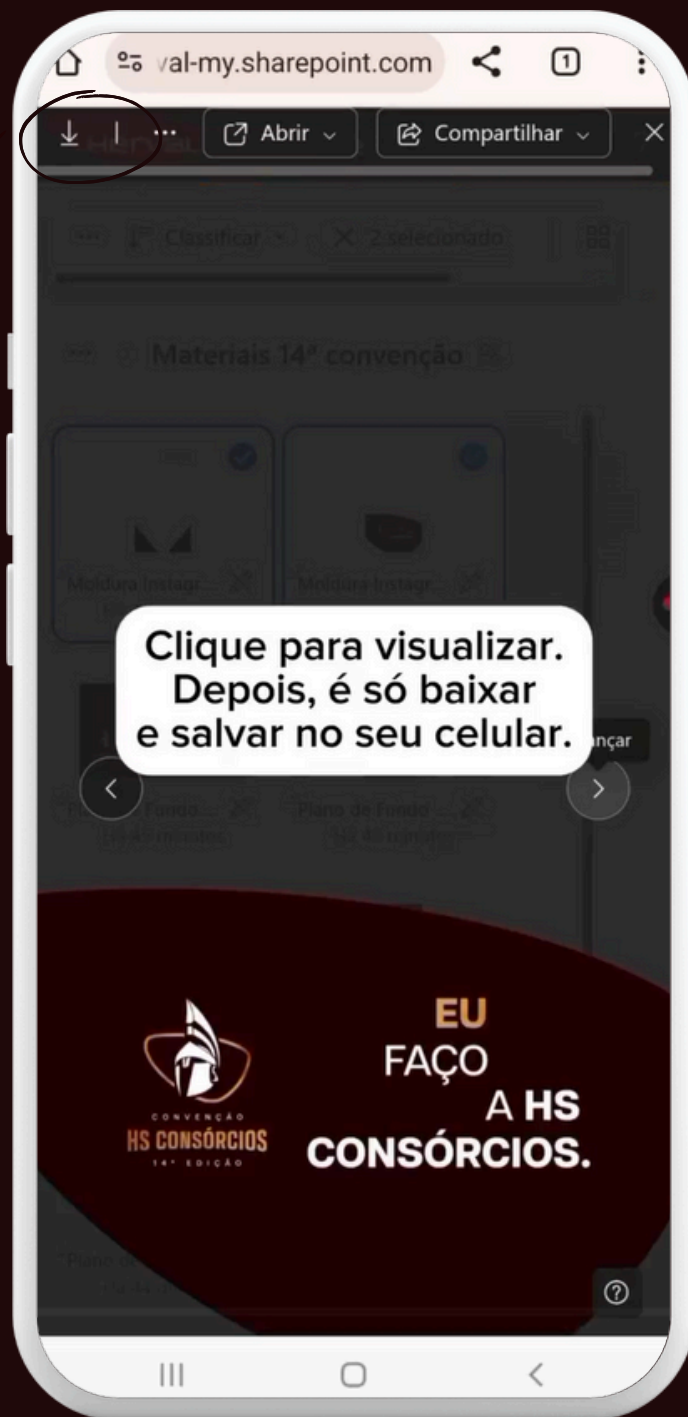 val-my.sharepoint.com
1
Abrir
Compartilhar
Classificar
2 selecionado
Materiais 14ª convenção
Moldura Instagr...
Moldura Instagr...
Clique para visualizar.
Depois, é só baixar
e salvar no seu celular.
nçar
Plano de Fundo ...
Plano de Fundo ...
EU
FAÇO
A HS
CONSÓRCIOS.
CONVENÇÃO
HS CONSÓRCIOS
14ª EDIÇÃO